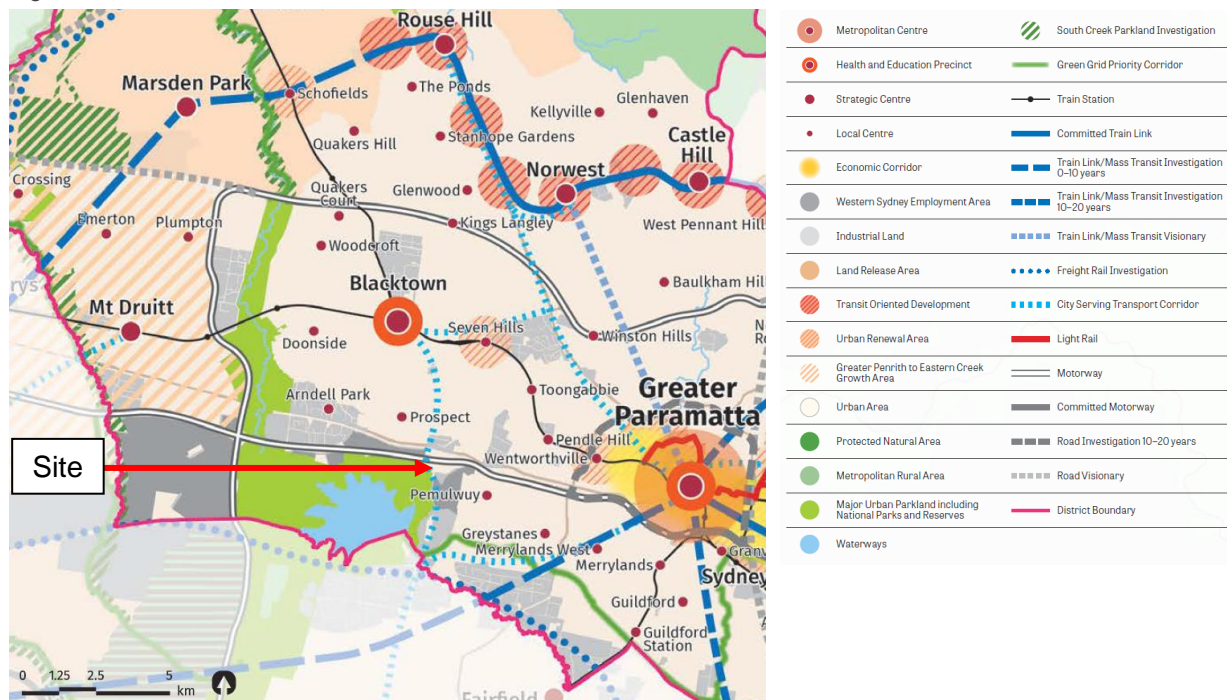 Rouse Hill
Marsden Park
Schofields
The Ponds
Kellyville
Glenhaven
Quakers Hill
Stanhope Gardens
Castle
Hill
Norwest
Crossing
Quakers
Court
Glenwood
Emerton
Plumpton
Kings Langley
West Pennant Hill
Woodcroft
Blacktown
Baulkham Hil
Mt Druitt
Seven Hills
Winston Hills
Doonside
Greater
Parramatta
Arndell Park
Toongabbie
Prospect
Pendle Hill
Wentworthville
Site
Pemulwuy
Greystanes
Merrylands West
Merrylands
Granv
Sydney
Guildford
Guildford
Station
Fairfield
0 1.25 2.5 5
km
Metropolitan Centre
Health and Education Precinct
Strategic Centre
Local Centre
Economic Corridor
Western Sydney Employment Area
Industrial Land
Land Release Area
Transit Oriented Development
Urban Renewal Area
Greater Penrith to Eastern Creek
Growth Area
Urban Area
Protected Natural Area
Metropolitan Rural Area
Major Urban Parkland including
National Parks and Reserves
Waterways
South Creek Parkland Investigation
Green Grid Priority Corridor
Train Station
Committed Train Link
Train Link/Mass Transit Investigation
0–10 years
Train Link/Mass Transit Investigation
10–20 years
Train Link/Mass Transit Visionary
Freight Rail Investigation
City Serving Transport Corridor
Light Rail
Motorway
Committed Motorway
Road Investigation 10–20 years
Road Visionary
District Boundary